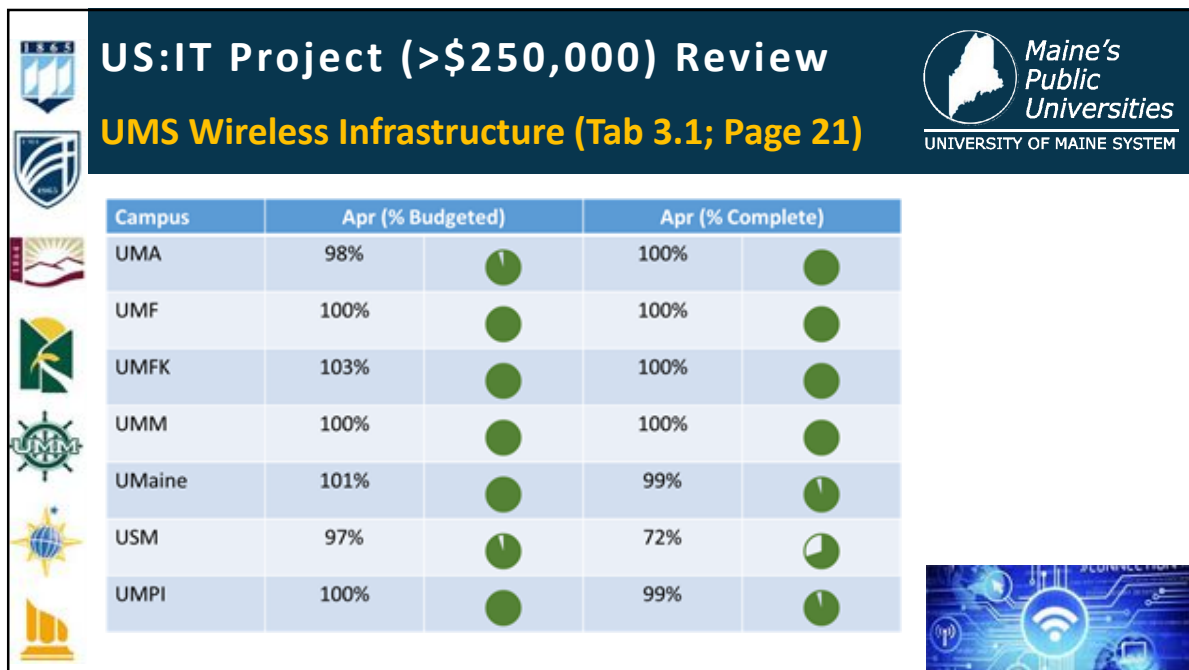 US:IT Project (>$250,000) Review
UMS Wireless Infrastructure (Tab 3.1; Page 21)
Maine's
Public
Universities
UNIVERSITY OF MAINE SYSTEM
1865
1965
UMM
Campus Apr (% Budgeted) Apr (% Complete)
UMA 98% 100%
UMF 100% 100%
UMFK 103% 100%
UMM 100% 100%
UMaine 101% 99%
USM 97% 72%
UMPI 100% 99%